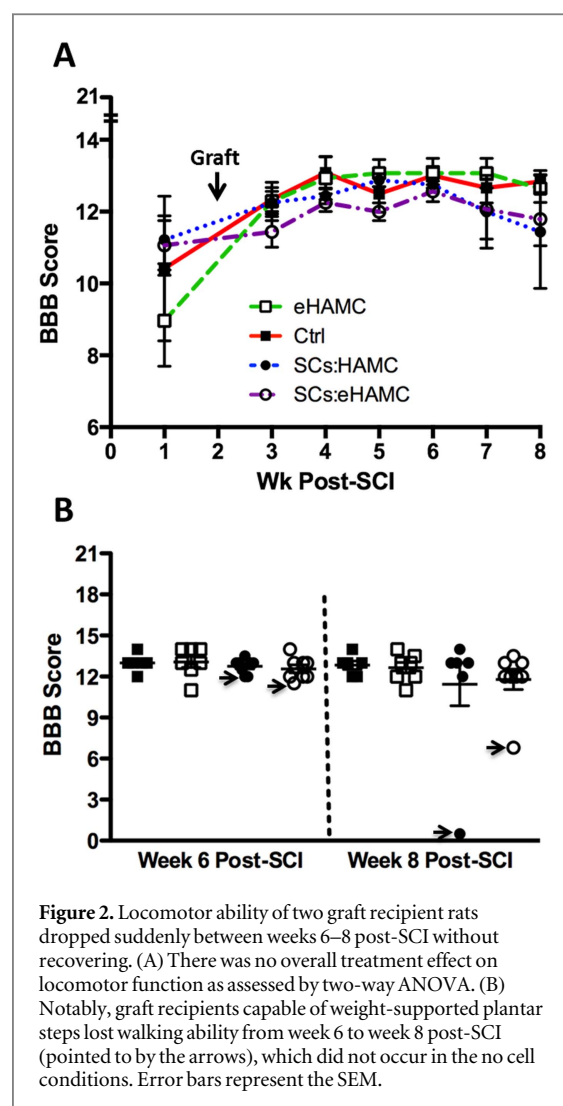 A
21
14
12
10
8
6
BBB Score
Graft
eHAMC
Ctrl
SCs:HAMC
SCs:eHAMC
0 1 2 3 4 5 6 7 8
Wk Post-SCI
B
21
18
15
12
9
6
3
0
BBB Score
Week 6 Post-SCI Week 8 Post-SCI
Figure 2. Locomotor ability of two graft recipient rats
dropped suddenly between weeks 6–8 post-SCI without
recovering. (A) There was no overall treatment effect on
locomotor function as assessed by two-way ANOVA. (B)
Notably, graft recipients capable of weight-supported plantar
steps lost walking ability from week 6 to week 8 post-SCI
(pointed to by the arrows), which did not occur in the no cell
conditions. Error bars represent the SEM.